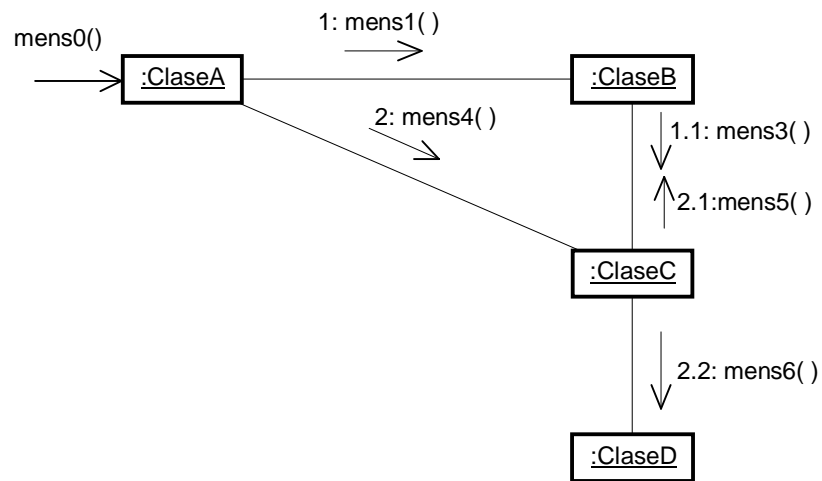 1: mens1( )
mens0()
:ClaseA
:ClaseB
2: mens4( )
1.1: mens3( )
2.1:mens5( )
:ClaseC
2.2: mens6( )
:ClaseD